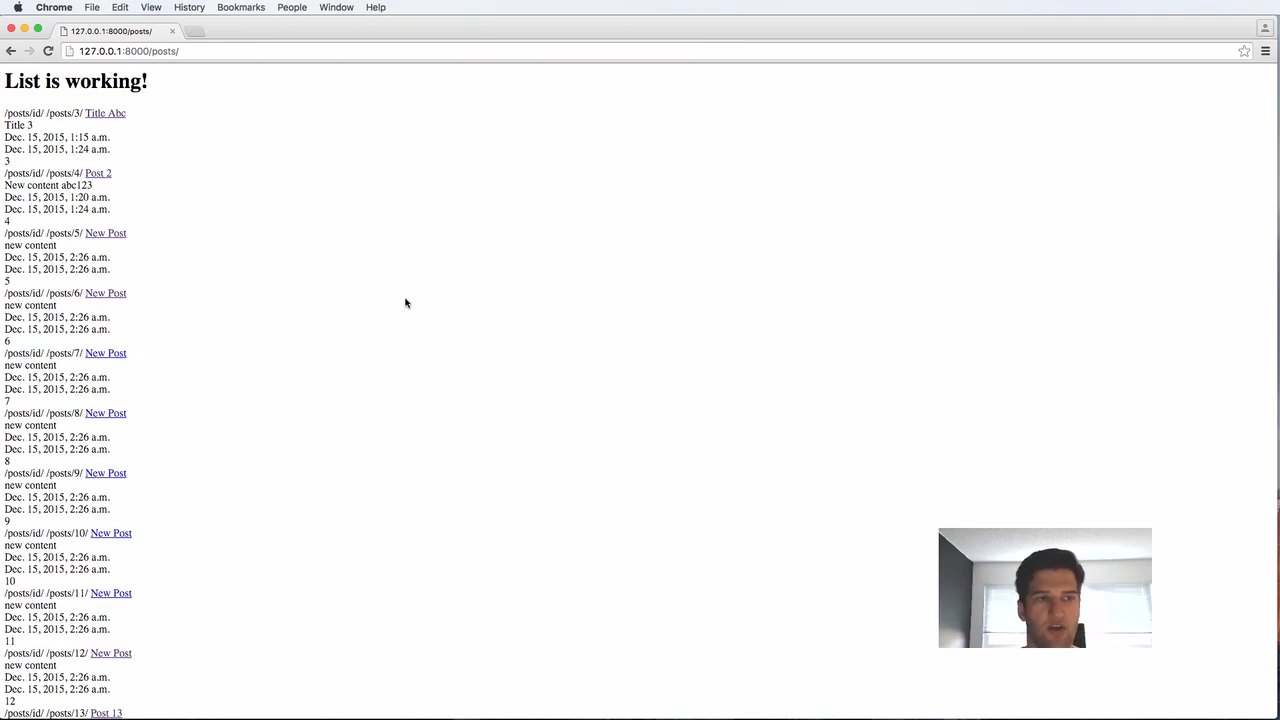 Chrome File Edit View History Bookmarks People Window Help
127.0.0.1:8000/posts/
127.0.0.1:8000/posts/
List is working!
/posts/id/ /posts/3/ Title Abc
Title 3
Dec. 15, 2015, 1:15 a.m.
Dec. 15, 2015, 1:24 a.m.
3
/posts/id/ /posts/4/ Post 2
New content abc123
Dec. 15, 2015, 1:20 a.m.
Dec. 15, 2015, 1:24 a.m.
4
/posts/id/ /posts/5/ New Post
new content
Dec. 15, 2015, 2:26 a.m.
Dec. 15, 2015, 2:26 a.m.
5
/posts/id/ /posts/6/ New Post
new content
Dec. 15, 2015, 2:26 a.m.
Dec. 15, 2015, 2:26 a.m.
6
/posts/id/ /posts/7/ New Post
new content
Dec. 15, 2015, 2:26 a.m.
Dec. 15, 2015, 2:26 a.m.
7
/posts/id/ /posts/8/ New Post
new content
Dec. 15, 2015, 2:26 a.m.
Dec. 15, 2015, 2:26 a.m.
8
/posts/id/ /posts/9/ New Post
new content
Dec. 15, 2015, 2:26 a.m.
Dec. 15, 2015, 2:26 a.m.
9
/posts/id/ /posts/10/ New Post
new content
Dec. 15, 2015, 2:26 a.m.
Dec. 15, 2015, 2:26 a.m.
10
/posts/id/ /posts/11/ New Post
new content
Dec. 15, 2015, 2:26 a.m.
Dec. 15, 2015, 2:26 a.m.
11
/posts/id/ /posts/12/ New Post
new content
Dec. 15, 2015, 2:26 a.m.
Dec. 15, 2015, 2:26 a.m.
12
/posts/id/ /posts/13/ Post 13